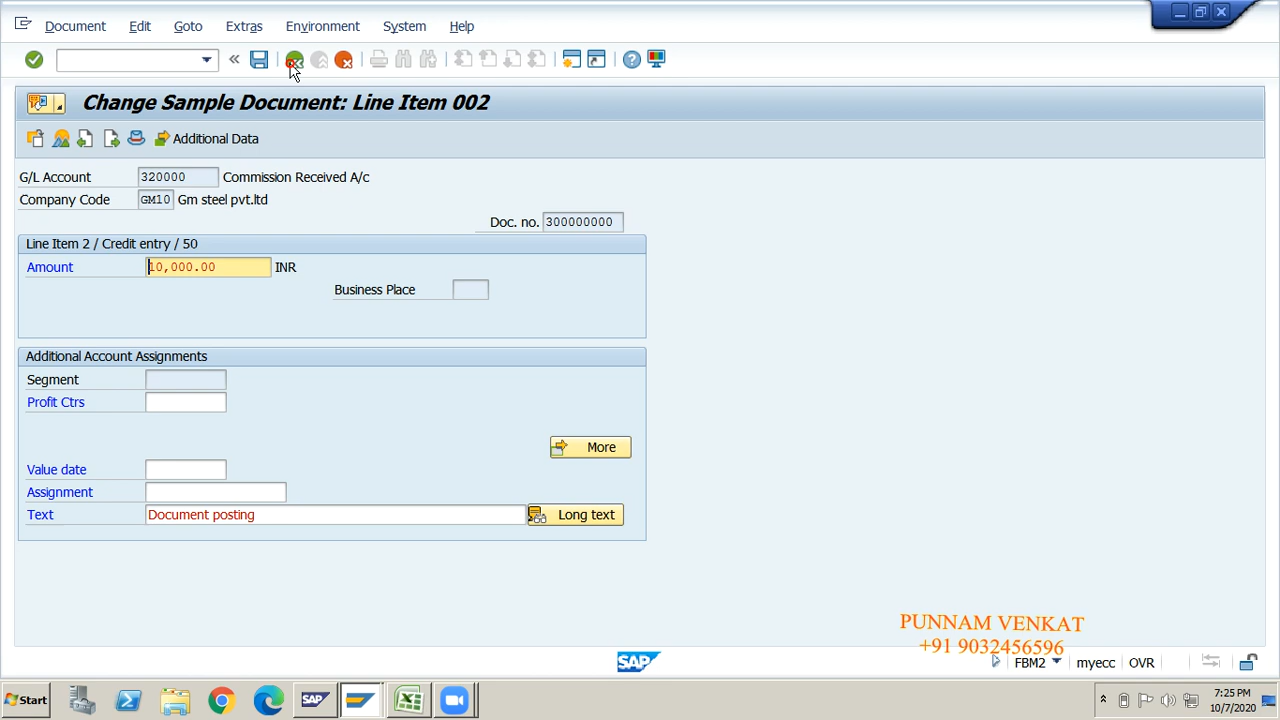 Document Edit Goto Extras Environment System Help
Change Sample Document: Line Item 002
Additional Data
G/L Account 320000 Commission Received A/c
Company Code GM10 Gm steel pvt.ltd
Doc. no. 300000000
Line Item 2 / Credit entry / 50
Amount 10,000.00 INR
Business Place
Additional Account Assignments
Segment
Profit Ctrs
More
Value date
Assignment
Text Document posting Long text
PUNNAM VENKAT
+91 9032456596
SAP FBM2 myecc OVR
Start SAP 7:25 PM
10/7/2020